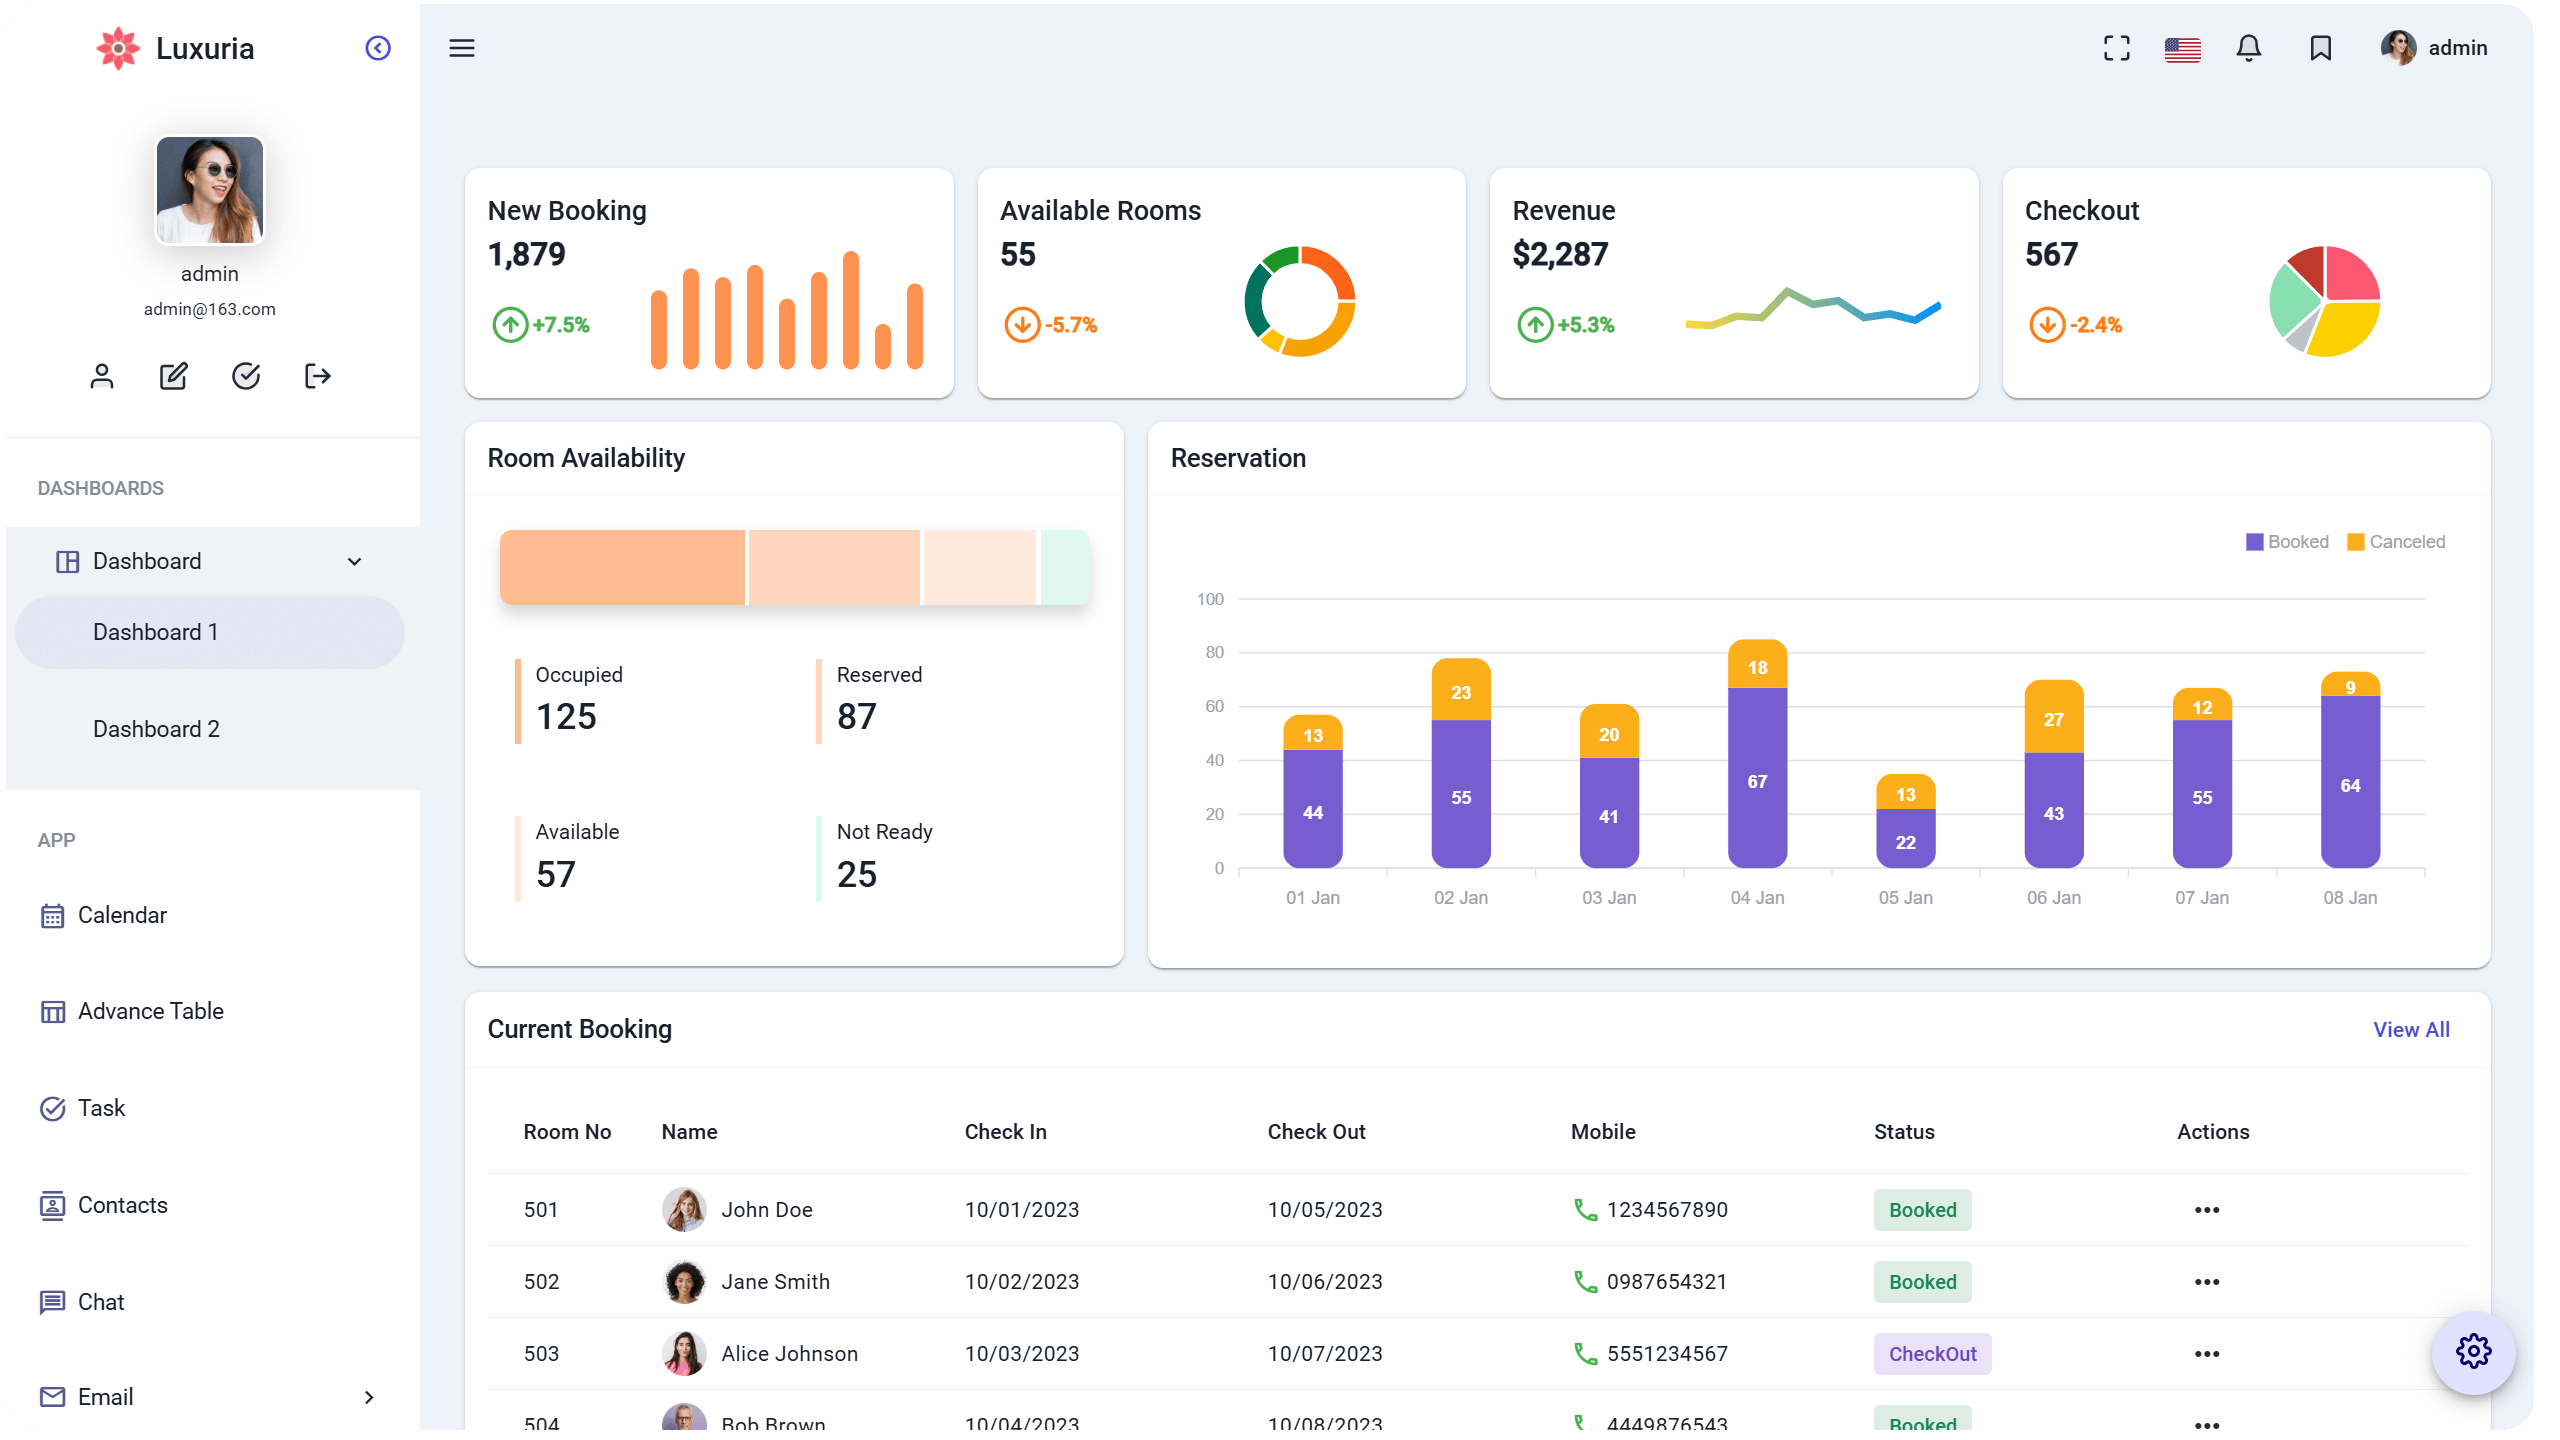 Luxuria
admin
admin
admin@163.com
DASHBOARDS
Dashboard
Dashboard 1
Dashboard 2
APP
Calendar
Advance Table
Task
Contacts
Chat
Email
New Booking
1,879
+7.5%
Available Rooms
55
-5.7%
Revenue
$2,287
+5.3%
Checkout
567
-2.4%
Room Availability
Occupied
125
Reserved
87
Available
57
Not Ready
25
Reservation
Booked Canceled
100
80
60
40
20
0
13 23 20 18 13 27 12 9
44 55 41 67 22 43 55 64
01 Jan 02 Jan 03 Jan 04 Jan 05 Jan 06 Jan 07 Jan 08 Jan
Current Booking
View All
Room No Name Check In Check Out Mobile Status Actions
501 John Doe 10/01/2023 10/05/2023 1234567890 Booked
502 Jane Smith 10/02/2023 10/06/2023 0987654321 Booked
503 Alice Johnson 10/03/2023 10/07/2023 5551234567 CheckOut
504 Bob Brown 10/04/2023 10/08/2023 4449876543 Booked